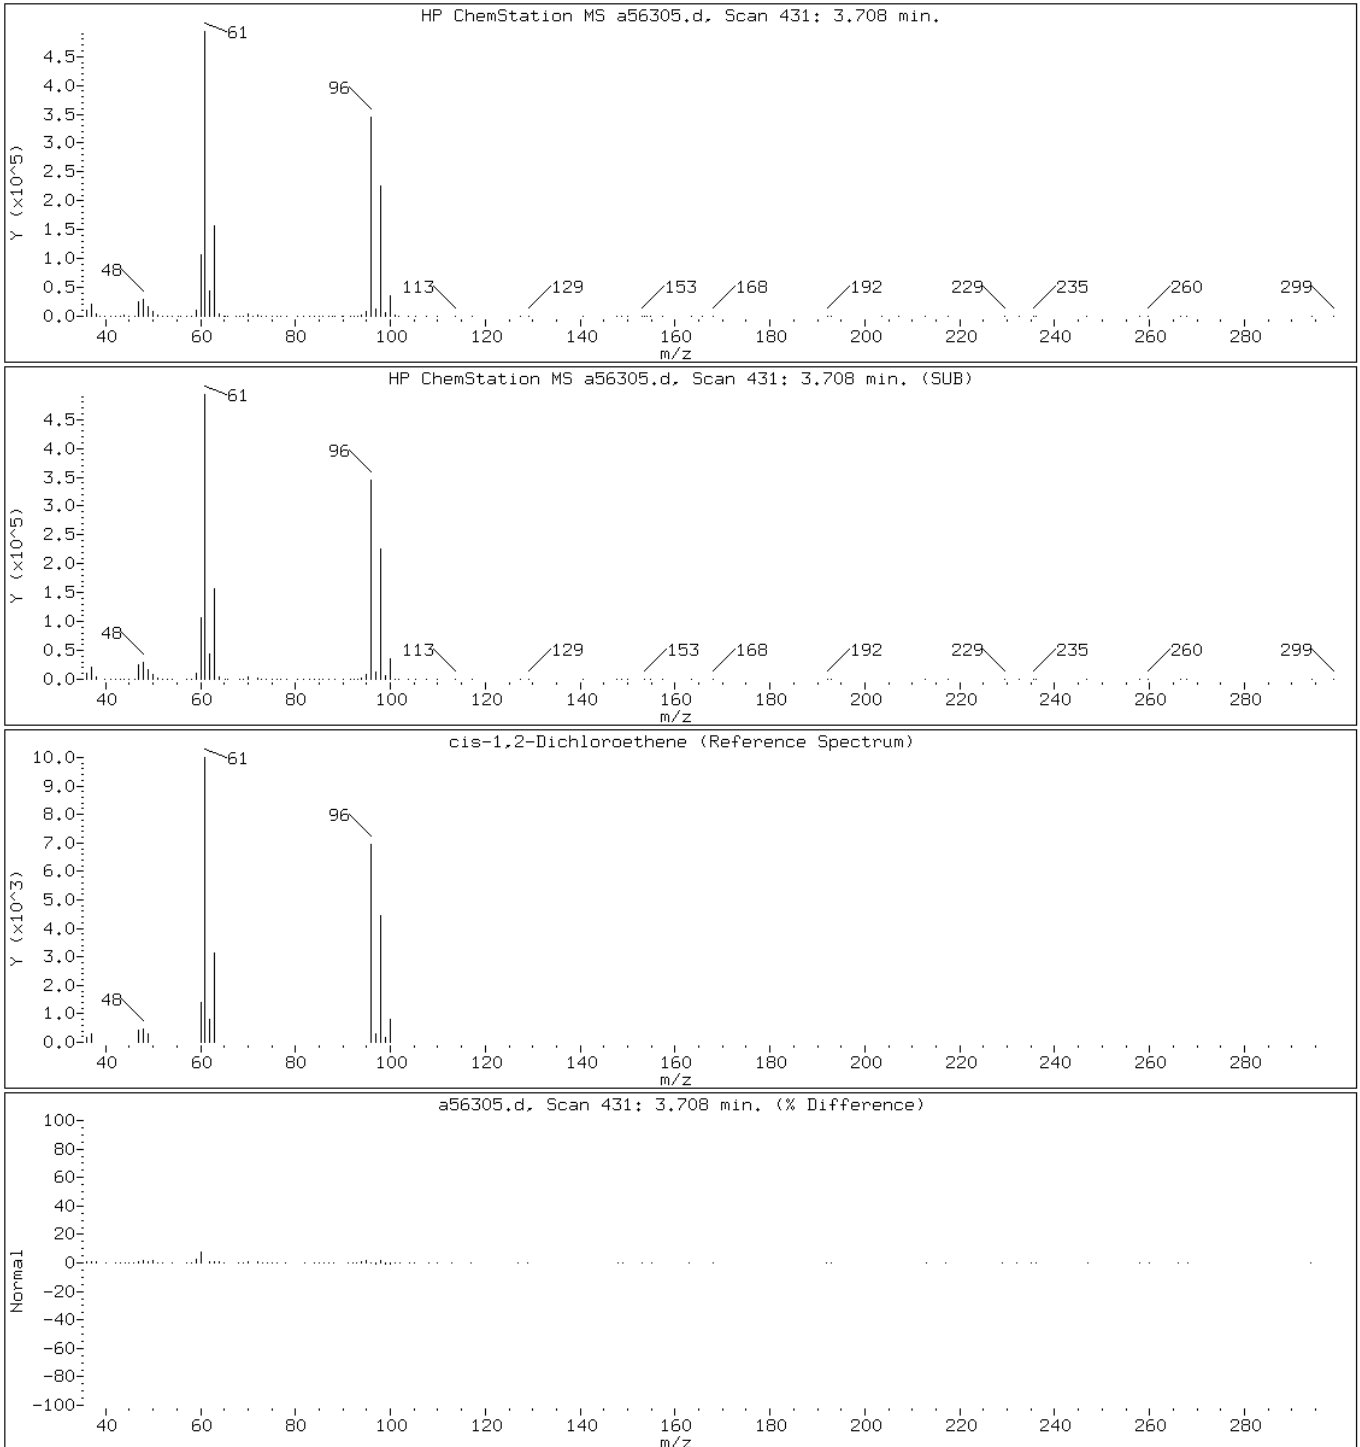 HP ChemStation MS a56305.d, Scan 431: 3.708 min.
61
4.5
4.0
96
3.5
3.0
2.5
2.0
1.5
1.0
48 113 129 153 168 192 229 235 260 299
0.5
0.0
Y (x10^5)
40 60 80 100 120 140 160 180 200 220 240 260 280
m/z
HP ChemStation MS a56305.d, Scan 431: 3.708 min. (SUB)
61
4.5
4.0
96
3.5
3.0
2.5
2.0
1.5
1.0
48 113 129 153 168 192 229 235 260 299
0.5
0.0
Y (x10^5)
40 60 80 100 120 140 160 180 200 220 240 260 280
m/z
cis-1,2-Dichloroethene (Reference Spectrum)
10.0 61
9.0
8.0 96
7.0
6.0
5.0
4.0
3.0
2.0
48
1.0
0.0
Y (x10^3)
40 60 80 100 120 140 160 180 200 220 240 260 280
m/z
a56305.d, Scan 431: 3.708 min. (% Difference)
100
80
60
40
20
0
-20
-40
-60
-80
-100
Normal
40 60 80 100 120 140 160 180 200 220 240 260 280
m/z